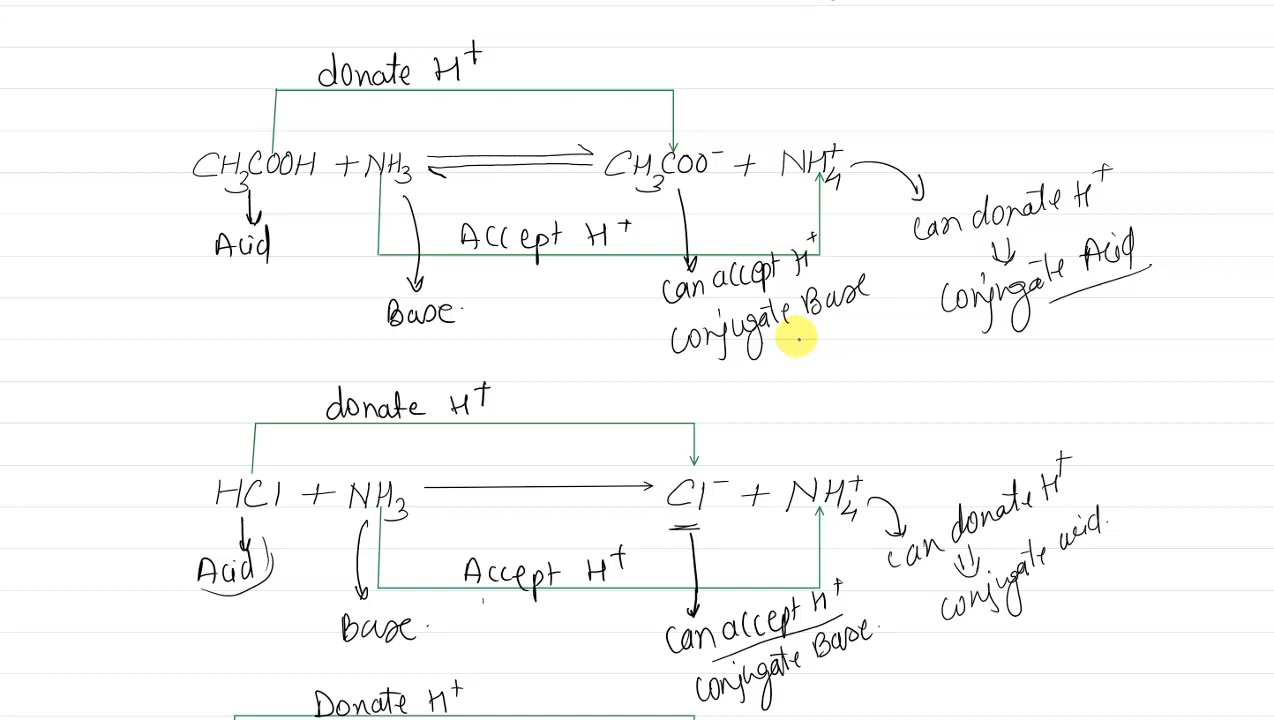 donate H⁺
CH₃COOH + NH₃ ⇌ CH₃COO⁻ + NH₄⁺
can donate H⁺
Acid
Accept H⁺
Base.
can accept H⁺
conjugate Base
conjugate Acid
donate H⁺
HCl + NH₃ → Cl⁻ + NH₄⁺
can donate H⁺
conjugate acid.
Acid
Accept H⁺
Base.
can accept H⁺
conjugate Base.
Donate H⁺